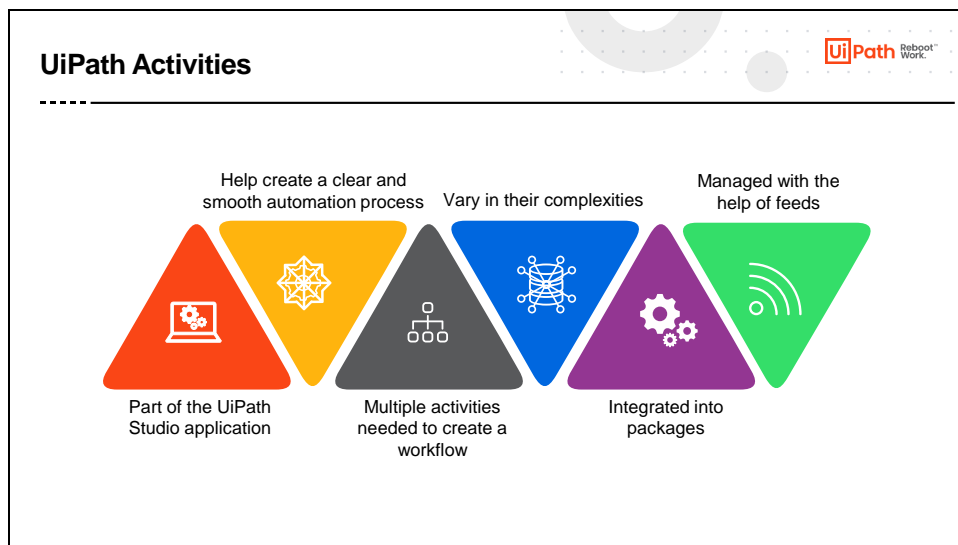 UiPath Activities
UiPath Reboot™
Work.
Help create a clear and
smooth automation process
Vary in their complexities
Managed with the
help of feeds
Part of the UiPath
Studio application
Multiple activities
needed to create a
workflow
Integrated into
packages